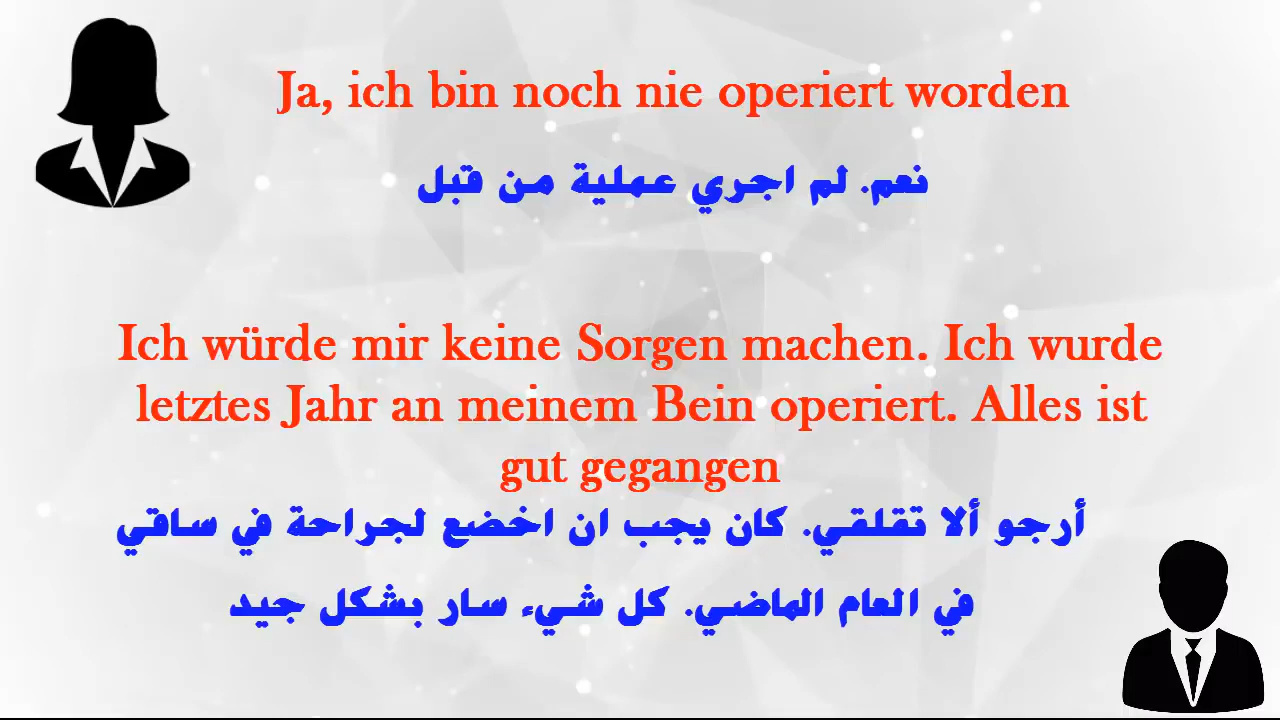 Ja, ich bin noch nie operiert worden
نعم. لم اجري عملية من قبل
Ich würde mir keine Sorgen machen. Ich wurde
letztes Jahr an meinem Bein operiert. Alles ist
gut gegangen
أرجو ألا تقلقي. كان يجب ان اخضع لجراحة في ساقي
في العام الماضي. كل شيء سار بشكل جيد